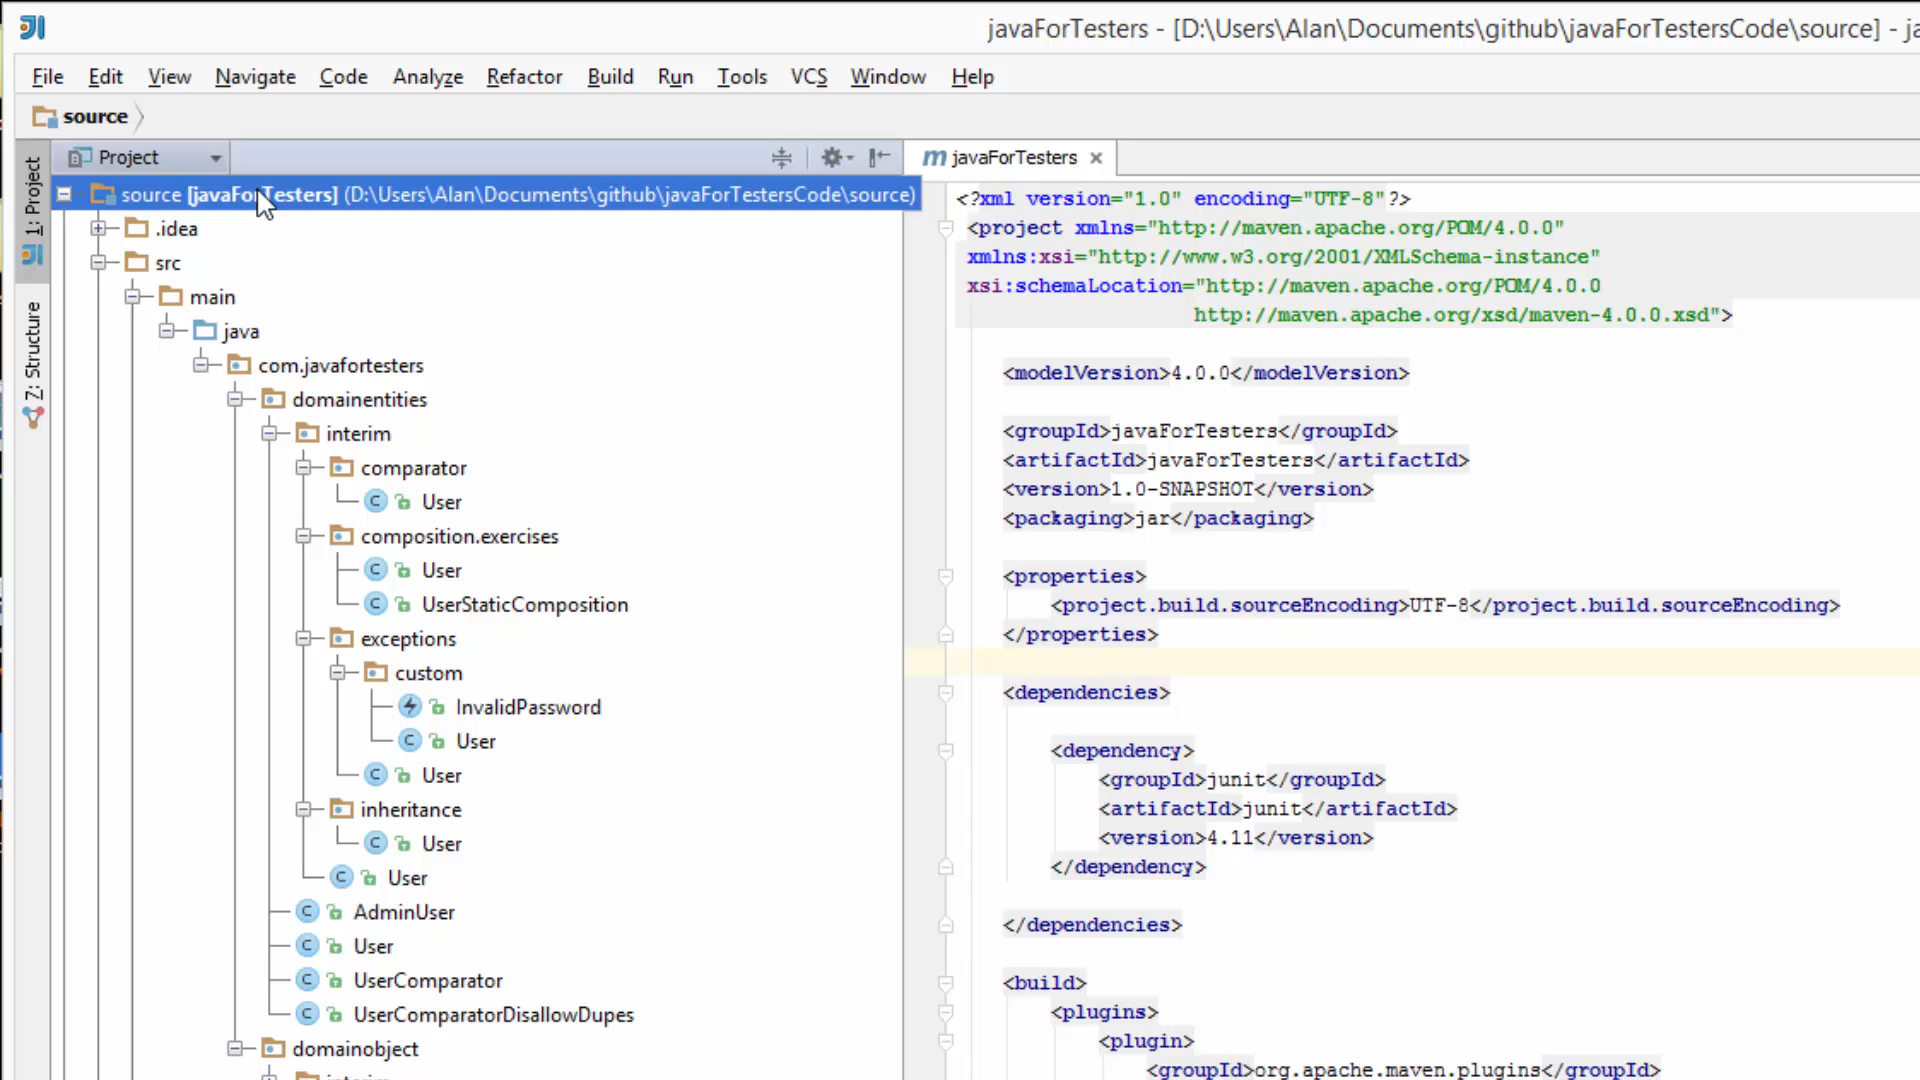 javaForTesters - [D:\Users\Alan\Documents\github\javaForTestersCode\source] - ja
File Edit View Navigate Code Analyze Refactor Build Run Tools VCS Window Help
source
Project
javaForTesters
1: Project
Z: Structure
source [javaForTesters] (D:\Users\Alan\Documents\github\javaForTestersCode\source)
.idea
src
main
java
com.javafortesters
domainentities
interim
comparator
User
composition.exercises
User
UserStaticComposition
exceptions
custom
InvalidPassword
User
User
inheritance
User
User
AdminUser
User
UserComparator
UserComparatorDisallowDupes
domainobject
interim
<?xml version="1.0" encoding="UTF-8"?>
<project xmlns="http://maven.apache.org/POM/4.0.0"
xmlns:xsi="http://www.w3.org/2001/XMLSchema-instance"
xsi:schemaLocation="http://maven.apache.org/POM/4.0.0
http://maven.apache.org/xsd/maven-4.0.0.xsd">
<modelVersion>4.0.0</modelVersion>
<groupId>javaForTesters</groupId>
<artifactId>javaForTesters</artifactId>
<version>1.0-SNAPSHOT</version>
<packaging>jar</packaging>
<properties>
<project.build.sourceEncoding>UTF-8</project.build.sourceEncoding>
</properties>
<dependencies>
<dependency>
<groupId>junit</groupId>
<artifactId>junit</artifactId>
<version>4.11</version>
</dependency>
</dependencies>
<build>
<plugins>
<plugin>
<groupId>org.apache.maven.plugins</groupId>